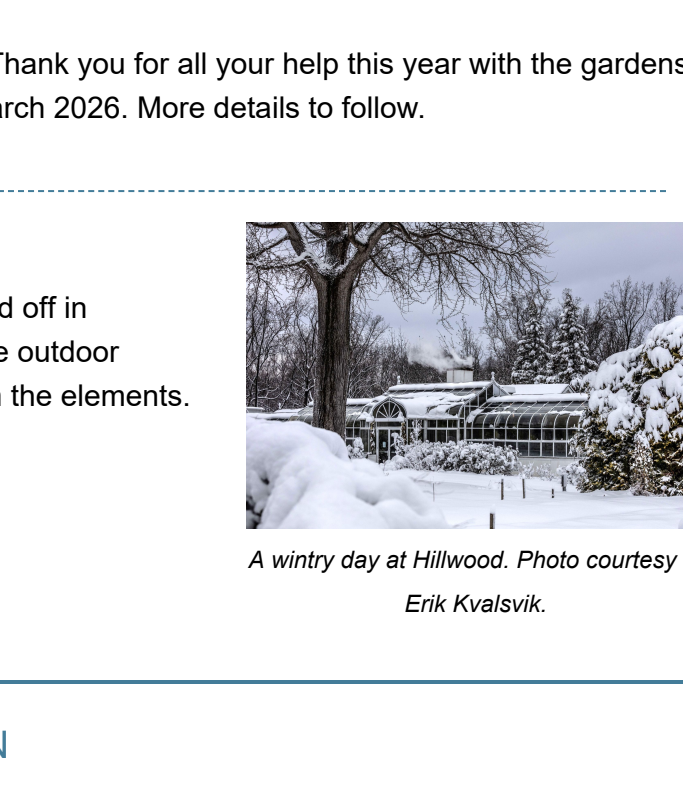 Thank you for all your help this year with the gardens
arch 2026. More details to follow.
d off in
e outdoor
the elements.
A wintry day at Hillwood. Photo courtesy
Erik Kvalsvik.
N